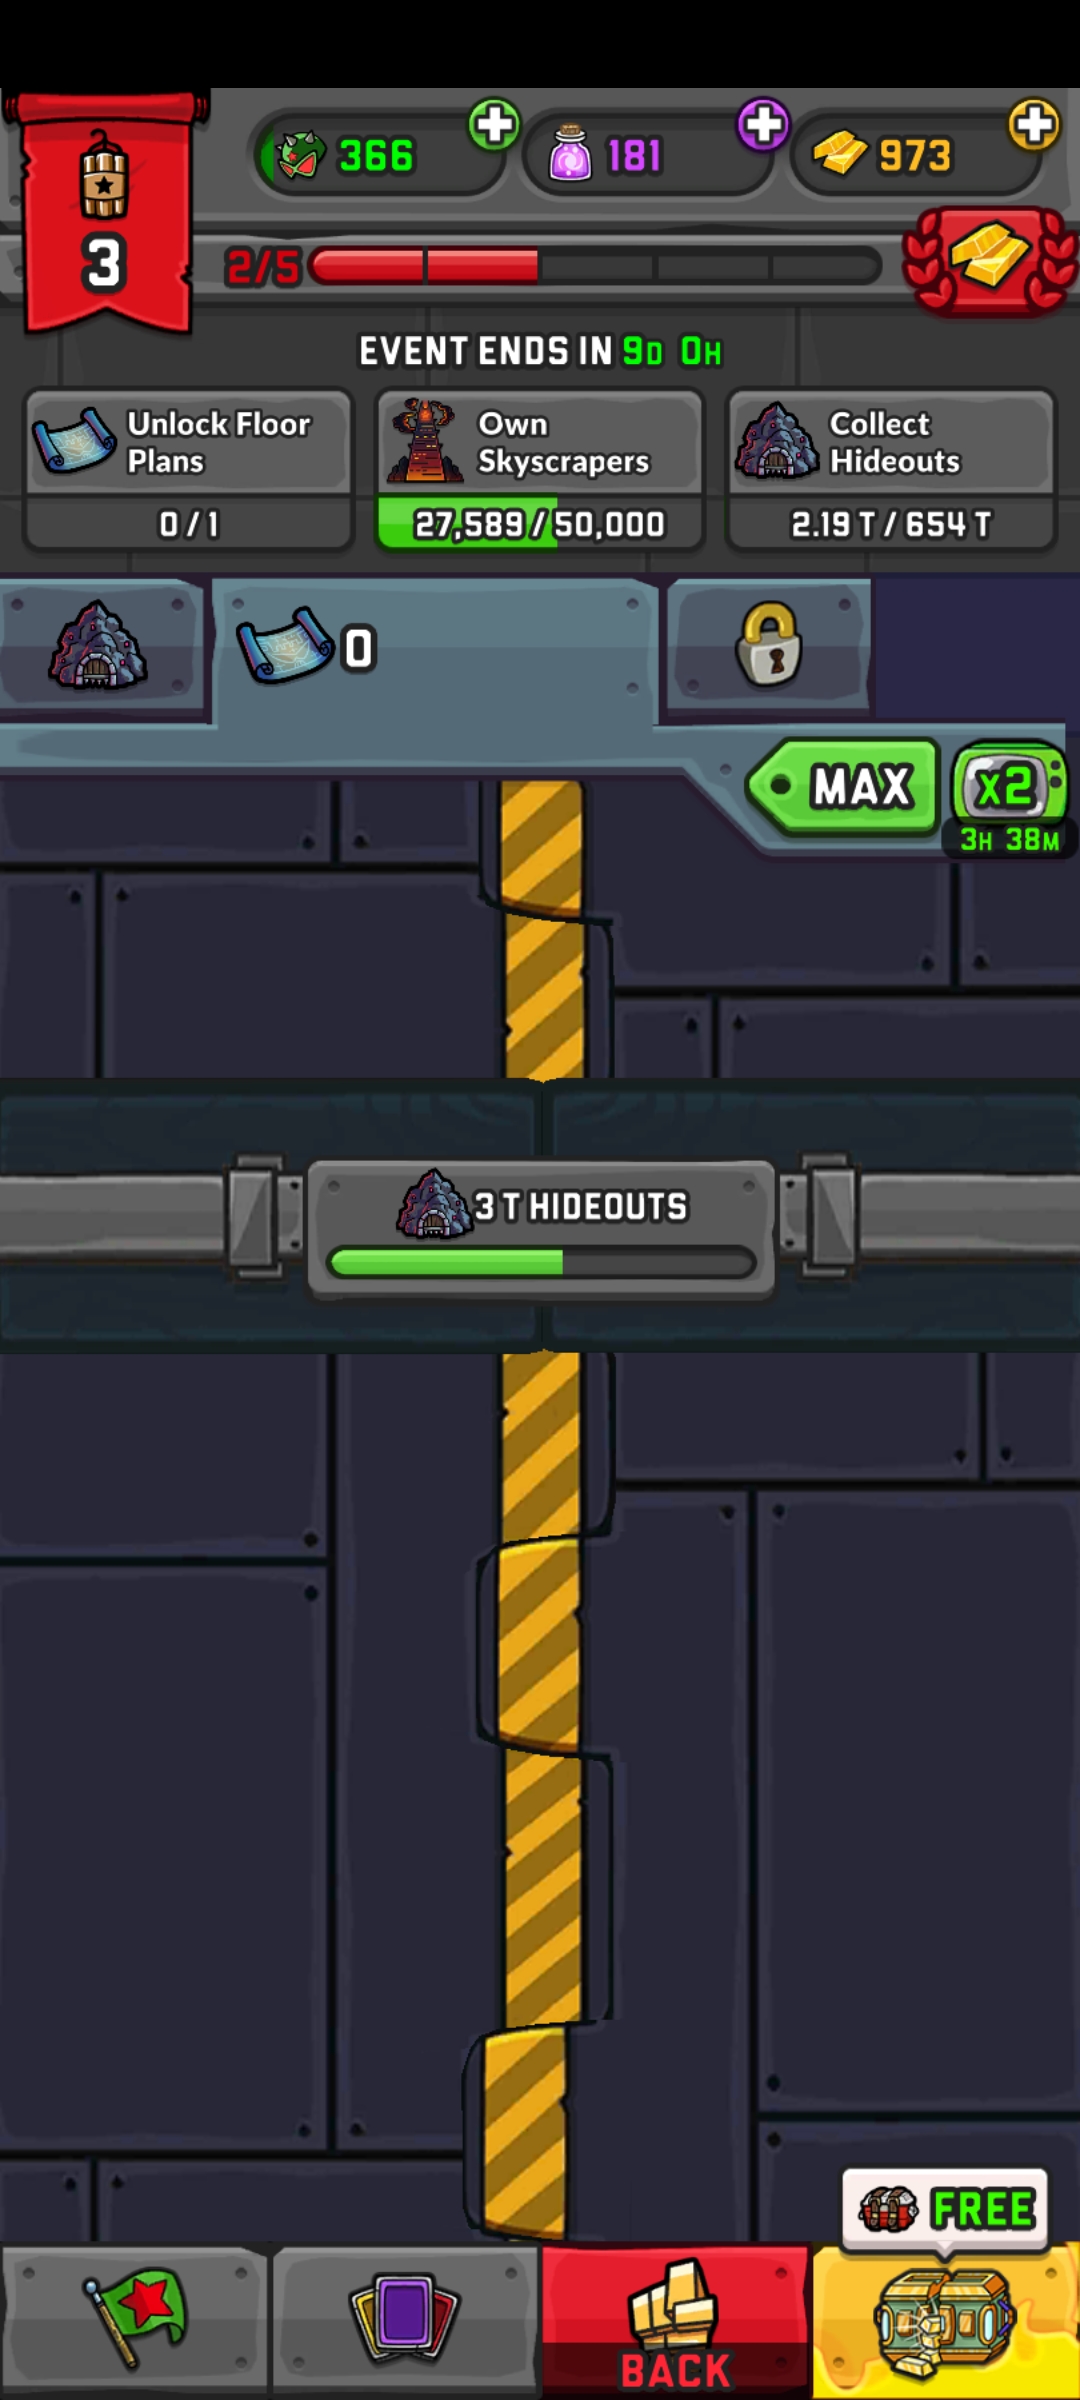 366
181
973
3
2/5
EVENT ENDS IN 9D 0H
Unlock Floor
Plans
0 / 1
Own
Skyscrapers
27,589 / 50,000
Collect
Hideouts
2.19 T / 654 T
0
MAX
X2
3H 38M
3 T HIDEOUTS
FREE
BACK